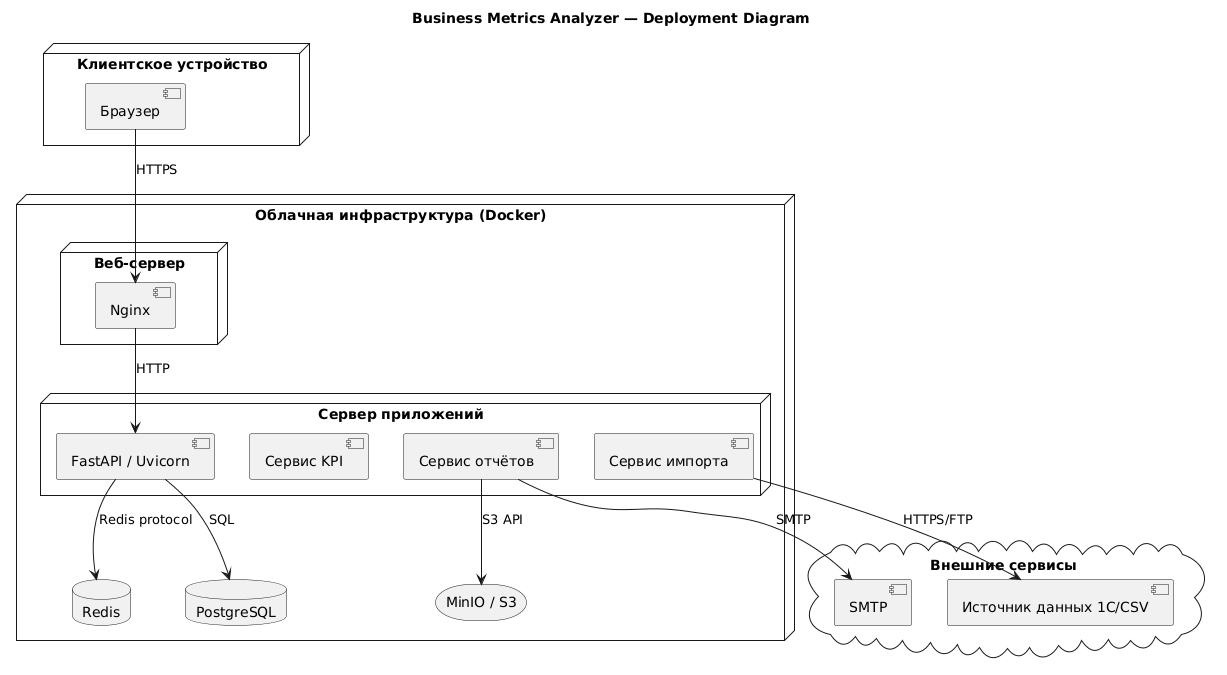 Business Metrics Analyzer — Deployment Diagram
Клиентское устройство
Браузер
HTTPS
Облачная инфраструктура (Docker)
Веб-сервер
Nginx
HTTP
Сервер приложений
FastAPI / Uvicorn
Сервис KPI
Сервис отчётов
Сервис импорта
Redis protocol
SQL
S3 API
SMTP
HTTPS/FTP
Redis
PostgreSQL
MinIO / S3
Внешние сервисы
SMTP
Источник данных 1C/CSV